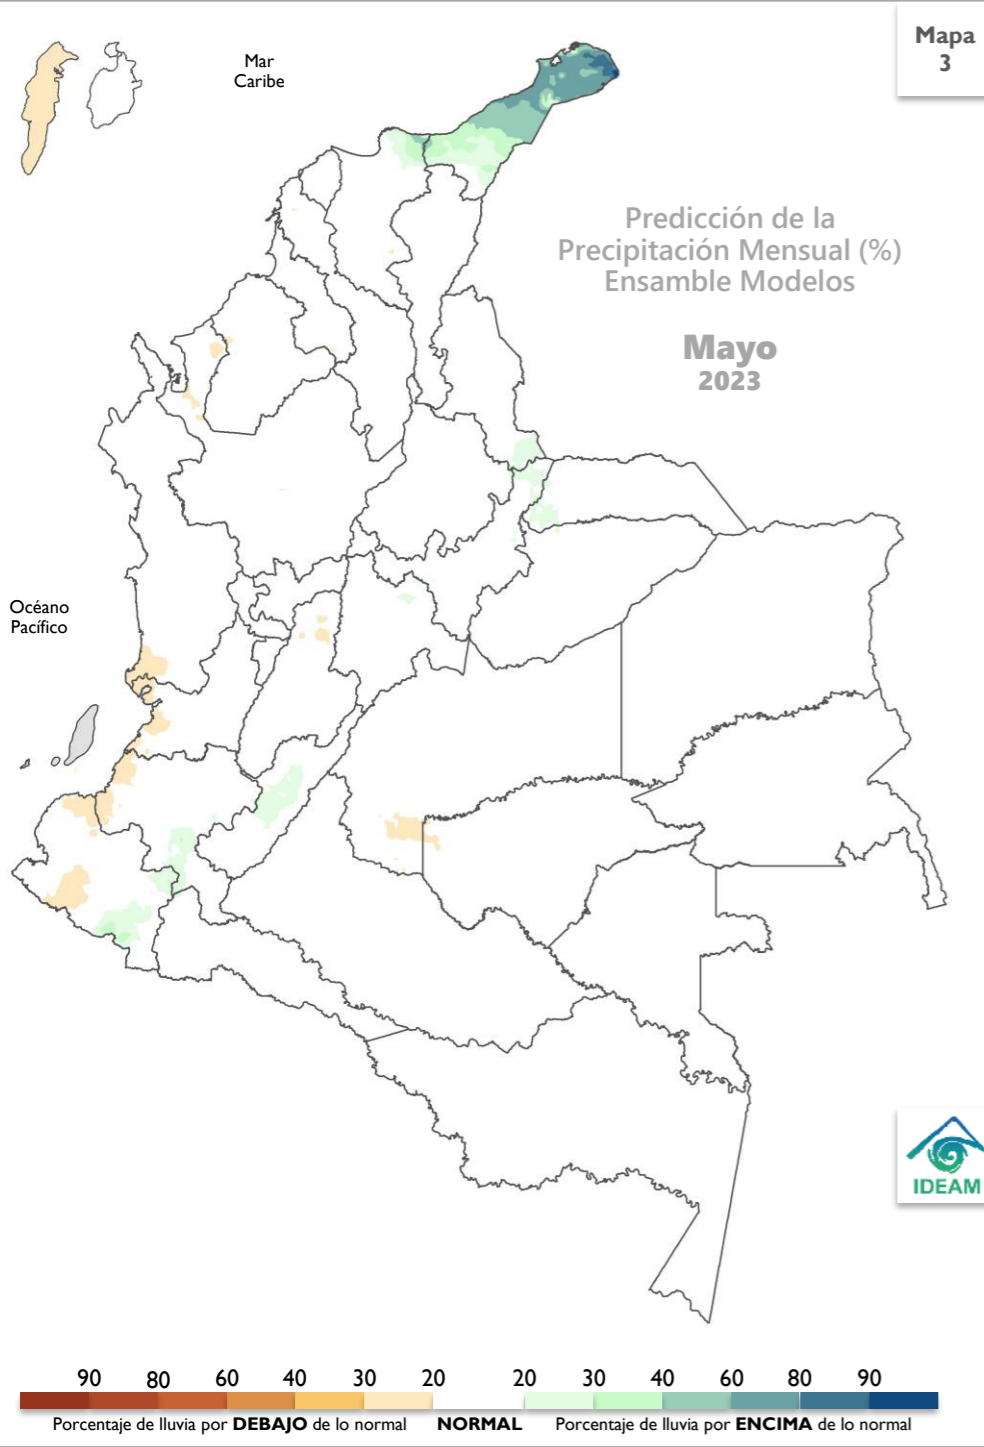 Mapa
3
Mar
Caribe
Predicción de la
Precipitación Mensual (%)
Ensamble Modelos
Mayo
2023
Océano
Pacífico
IDEAM
90 80 60 40 30 20 20 30 40 60 80 90
Porcentaje de lluvia por DEBAJO de lo normal NORMAL Porcentaje de lluvia por ENCIMA de lo normal